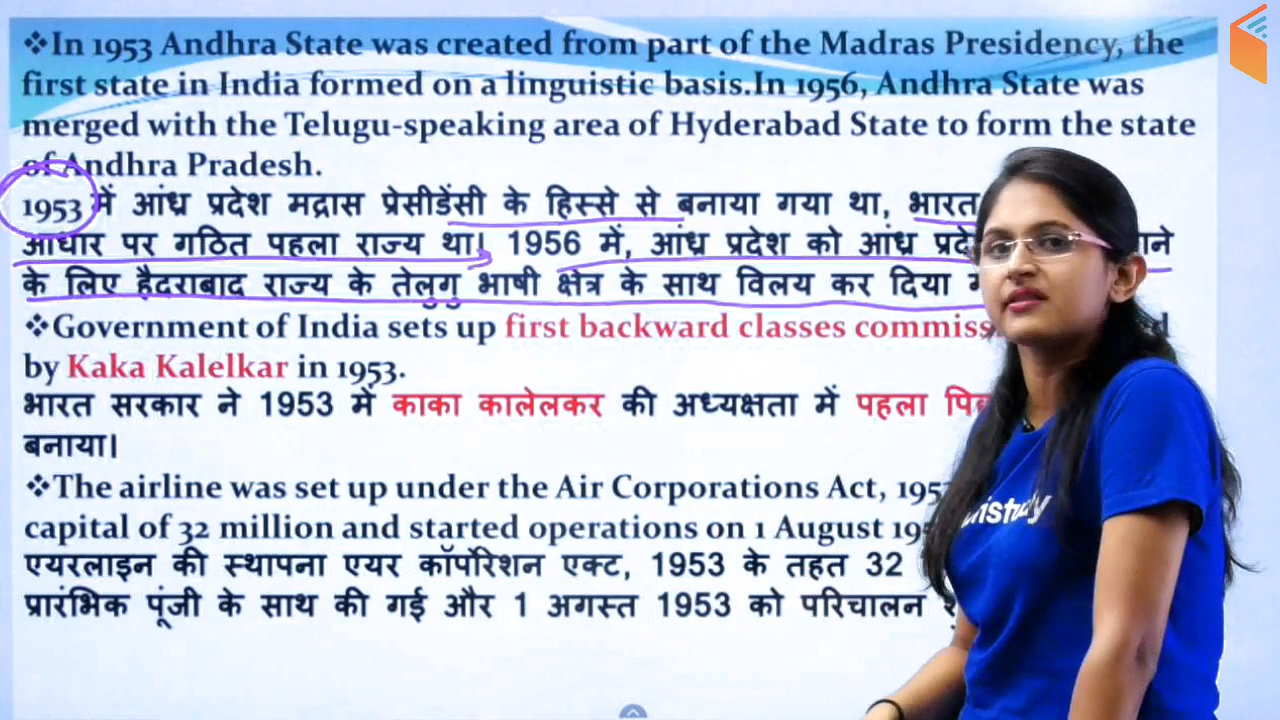 ❖In 1953 Andhra State was created from part of the Madras Presidency, the
first state in India formed on a linguistic basis.In 1956, Andhra State was
merged with the Telugu-speaking area of Hyderabad State to form the state
of Andhra Pradesh.
1953 में आंध्र प्रदेश मद्रास प्रेसीडेंसी के हिस्से से बनाया गया था, भारत
आधार पर गठित पहला राज्य था। 1956 में, आंध्र प्रदेश को आंध्र
के लिए हैदराबाद राज्य के तेलुगु भाषी क्षेत्र के साथ विलय कर दिया
❖Government of India sets up first backward classes
by Kaka Kalelkar in 1953.
भारत सरकार ने 1953 में काका कालेलकर की अध्यक्षता में पहला
बनाया।
❖The airline was set up under the Air Corporations Act,
capital of 32 million and started operations on 1 August
एयरलाइन की स्थापना एयर कॉर्पोरेशन एक्ट, 1953 के तहत 32
प्रारंभिक पूंजी के साथ की गई और 1 अगस्त 1953 को परिचालन